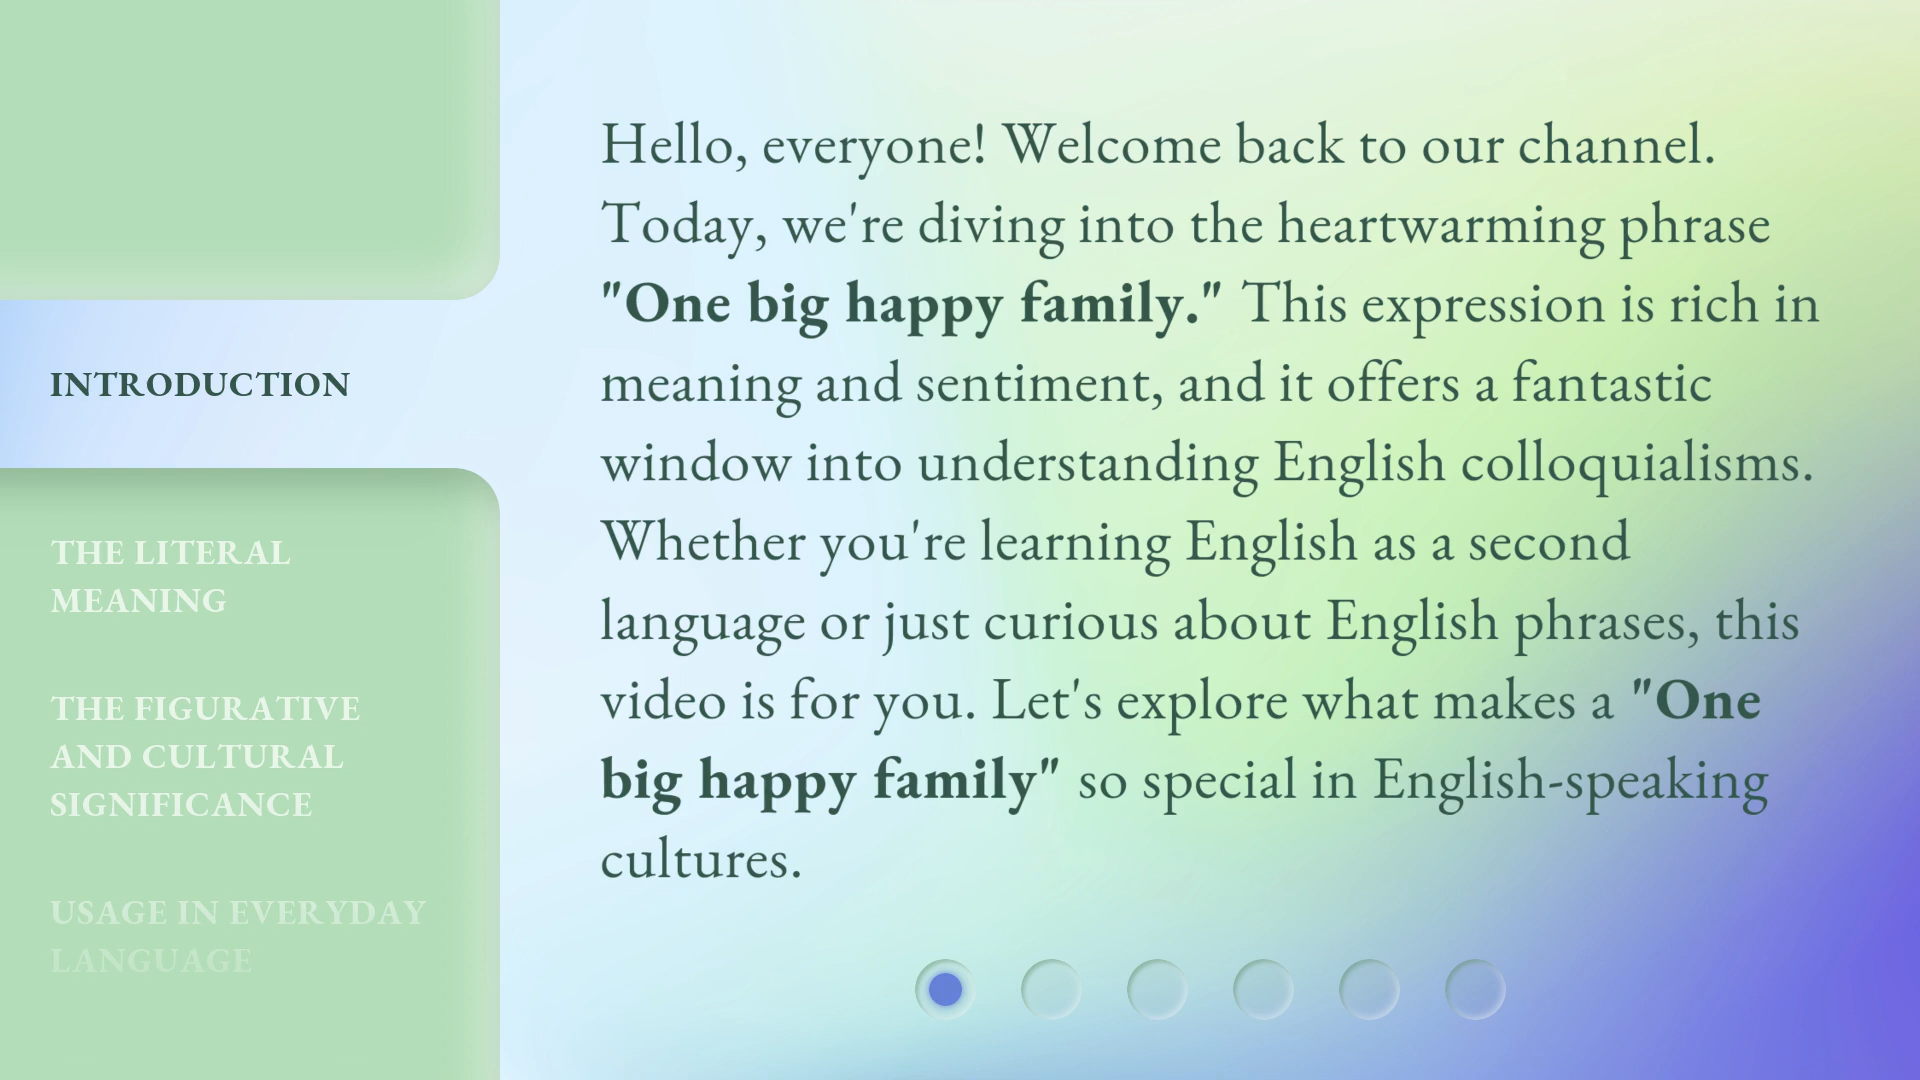 INTRODUCTION
THE LITERAL
MEANING
THE FIGURATIVE
AND CULTURAL
SIGNIFICANCE
USAGE IN EVERYDAY
LANGUAGE
Hello, everyone! Welcome back to our channel.
Today, we're diving into the heartwarming phrase
"One big happy family." This expression is rich in
meaning and sentiment, and it offers a fantastic
window into understanding English colloquialisms.
Whether you're learning English as a second
language or just curious about English phrases, this
video is for you. Let's explore what makes a "One
big happy family" so special in English-speaking
cultures.